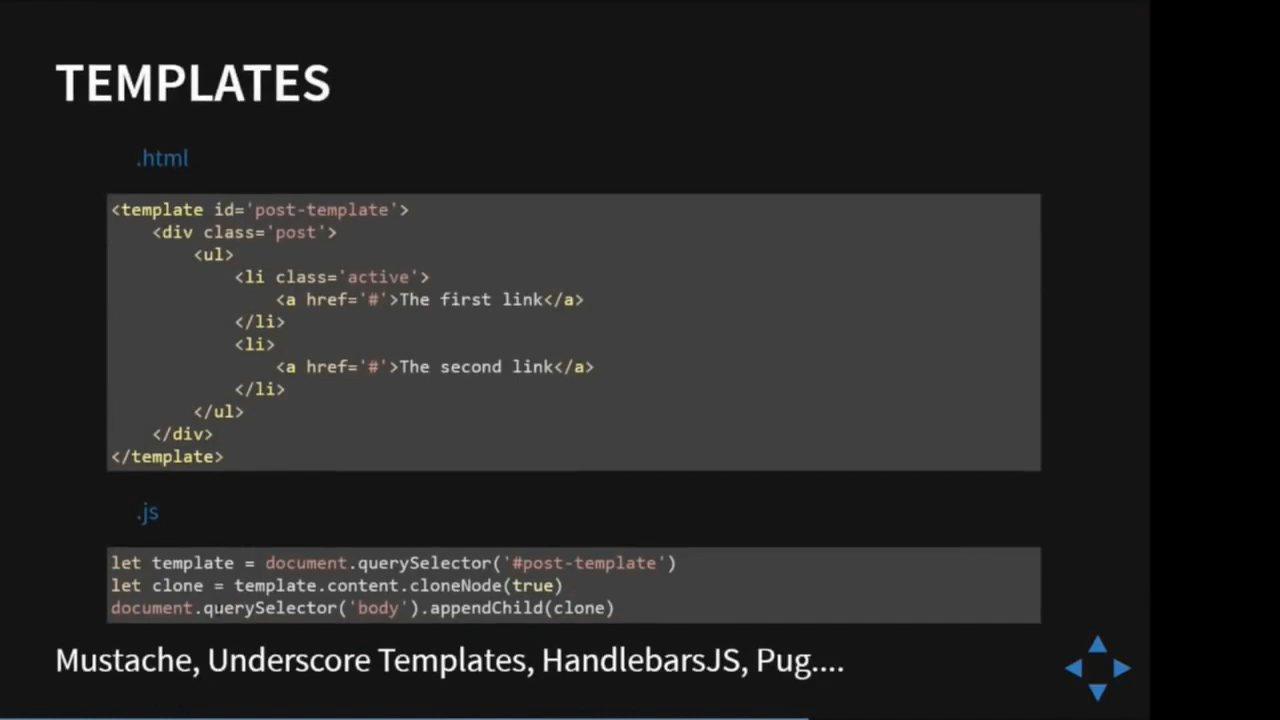 TEMPLATES
.html
<template id='post-template'>
    <div class='post'>
        <ul>
            <li class='active'>
                <a href='#'>The first link</a>
            </li>
            <li>
                <a href='#'>The second link</a>
            </li>
        </ul>
    </div>
</template>
.js
let template = document.querySelector('#post-template')
let clone = template.content.cloneNode(true)
document.querySelector('body').appendChild(clone)
Mustache, Underscore Templates, HandlebarsJS, Pug....